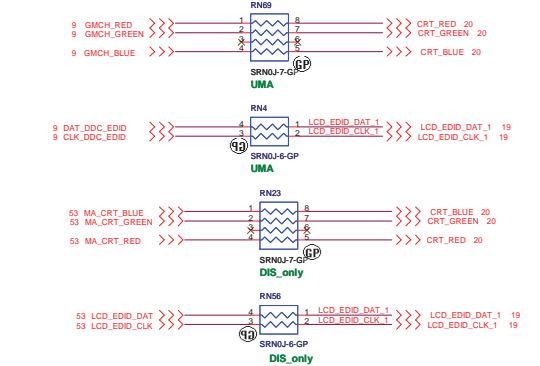 RN69
9 GMCH_RED 1 8 CRT_RED 20
9 GMCH_GREEN 2 7 CRT_GREEN 20
3 6
9 GMCH_BLUE 4 5 CRT_BLUE 20
GP
SRN0J-7-GP
UMA
RN4
9 DAT_DDC_EDID 4 1 LCD_EDID_DAT_1 LCD_EDID_DAT_1 19
9 CLK_DDC_EDID 3 2 LCD_EDID_CLK_1 LCD_EDID_CLK_1 19
GP
SRN0J-6-GP
UMA
RN23
53 MA_CRT_BLUE 1 8 CRT_BLUE 20
53 MA_CRT_GREEN 2 7 CRT_GREEN 20
3 6
53 MA_CRT_RED 4 5 CRT_RED 20
GP
SRN0J-7-GP
DIS_only
RN56
53 LCD_EDID_DAT 4 1 LCD_EDID_DAT_1 LCD_EDID_DAT_1 19
53 LCD_EDID_CLK 3 2 LCD_EDID_CLK_1 LCD_EDID_CLK_1 19
GP
SRN0J-6-GP
DIS_only